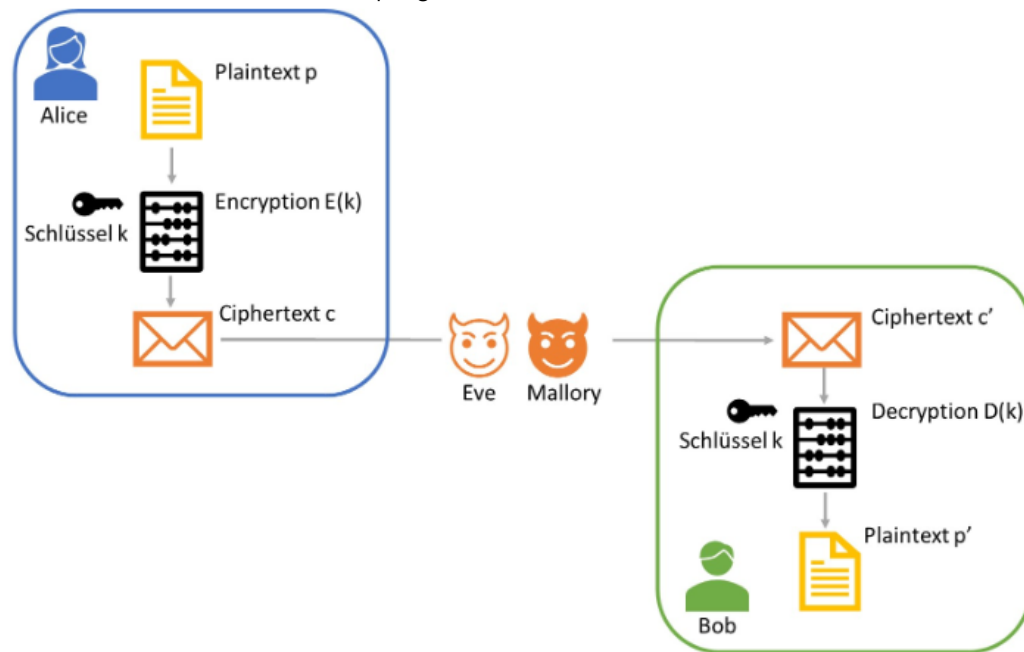 Alice
Plaintext p
Encryption E(k)
Schlüssel k
Ciphertext c
Eve
Mallory
Ciphertext c’
Decryption D(k)
Schlüssel k
Plaintext p’
Bob